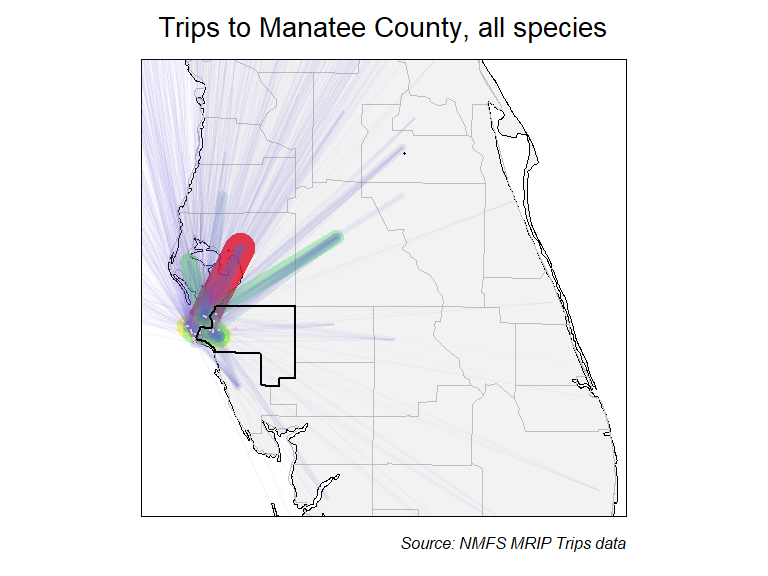 Trips to Manatee County, all species
Source: NMFS MRIP Trips data